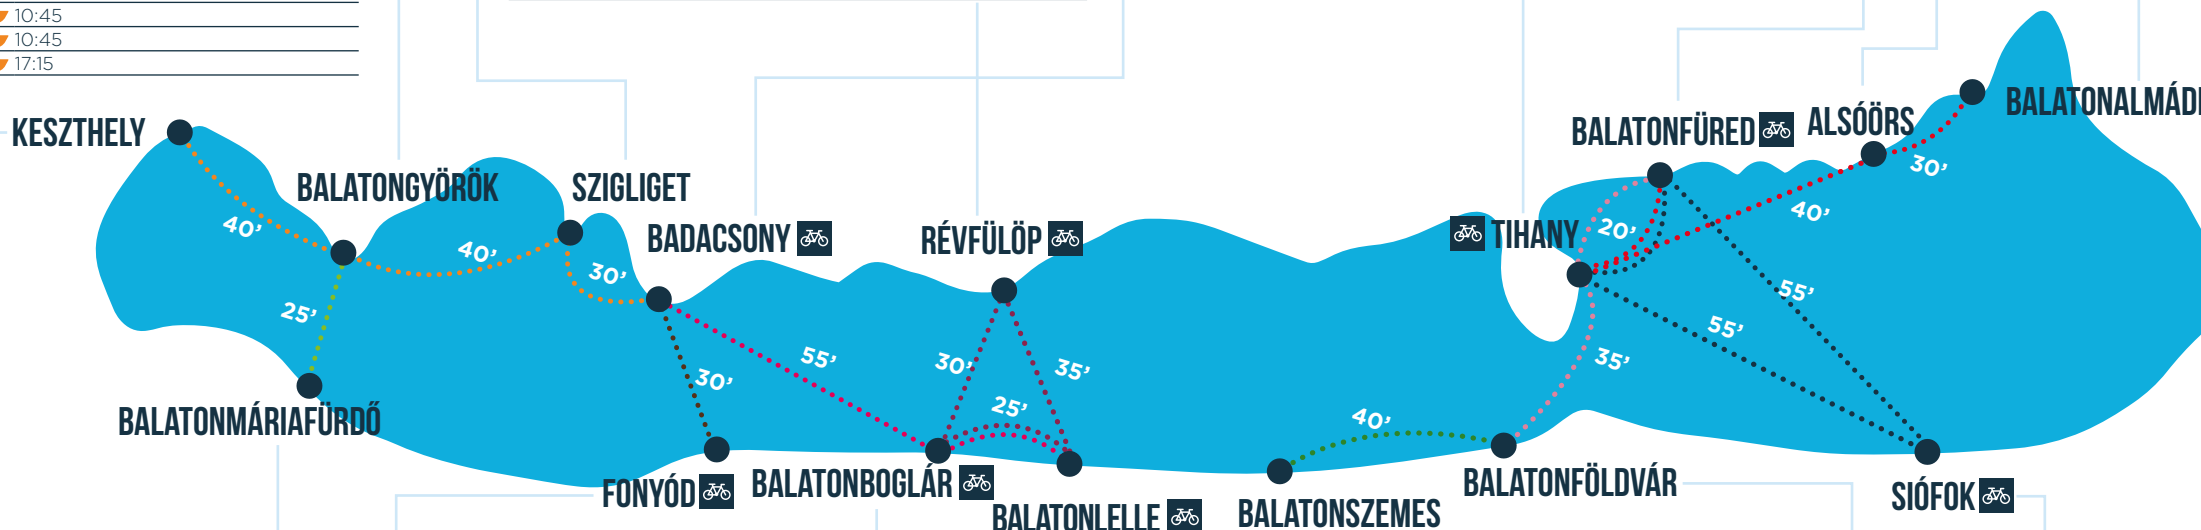 10:45
10:45
17:15
KESZTHELY
BALATONGYÖRÖK
SZIGLIGET
BADACSONY
RÉVFÜLÖP
TIHANY
BALATONFÜRED
ALSÓÖRS
BALATONALMÁDI
40’
40’
30’
25’
55’
30’
30’
35’
25’
40’
35’
20’
40’
30’
55’
55’
BALATONMÁRIAFÜRDŐ
FONYÓD
BALATONBOGLÁR
BALATONLELLE
BALATONSZEMES
BALATONFÖLDVÁR
SIÓFOK